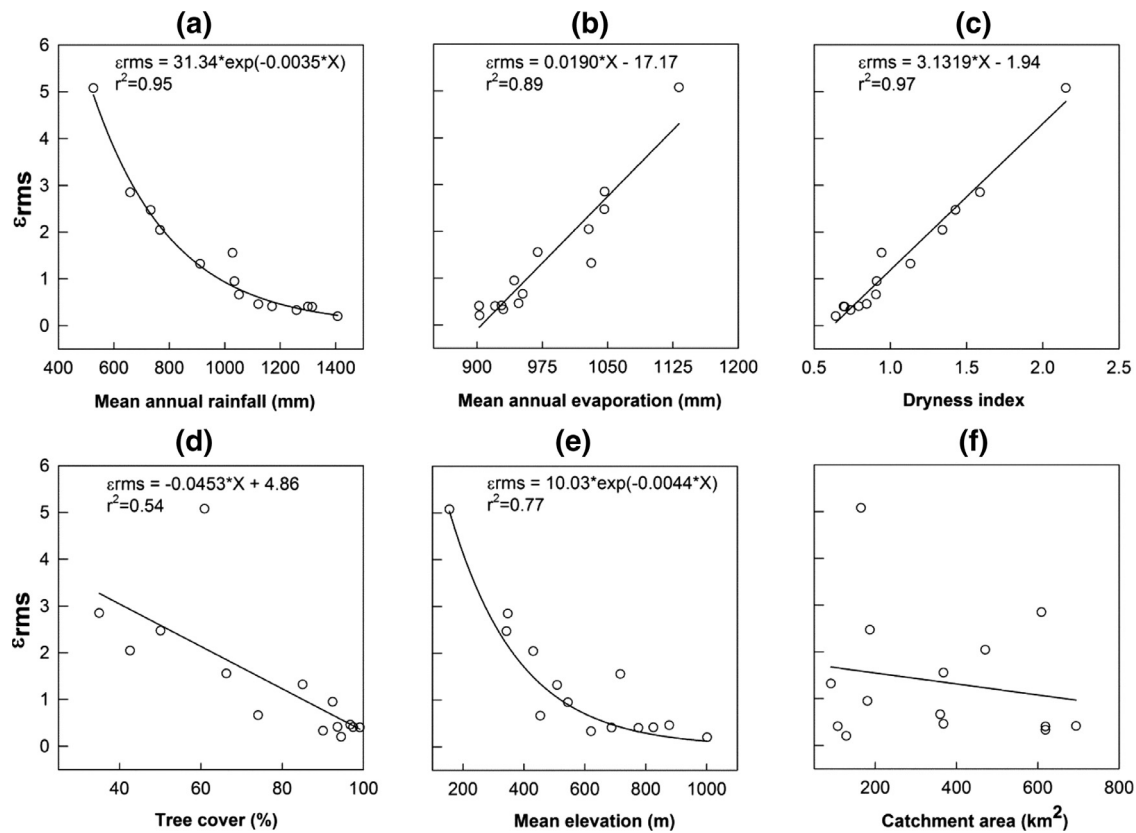 (a) (b) (c)
εrms = 31.34*exp(-0.0035*X)
r²=0.95
εrms = 0.0190*X - 17.17
r²=0.89
εrms = 3.1319*X - 1.94
r²=0.97
6
5
4
3
2
1
0
εrms
400 600 800 1000 1200 1400
Mean annual rainfall (mm)
900 975 1050 1125 1200
Mean annual evaporation (mm)
0.5 1.0 1.5 2.0 2.5
Dryness index
(d) (e) (f)
εrms = -0.0453*X + 4.86
r²=0.54
εrms = 10.03*exp(-0.0044*X)
r²=0.77
6
5
4
3
2
1
0
εrms
40 60 80 100
Tree cover (%)
200 400 600 800 1000
Mean elevation (m)
200 400 600 800
Catchment area (km²)